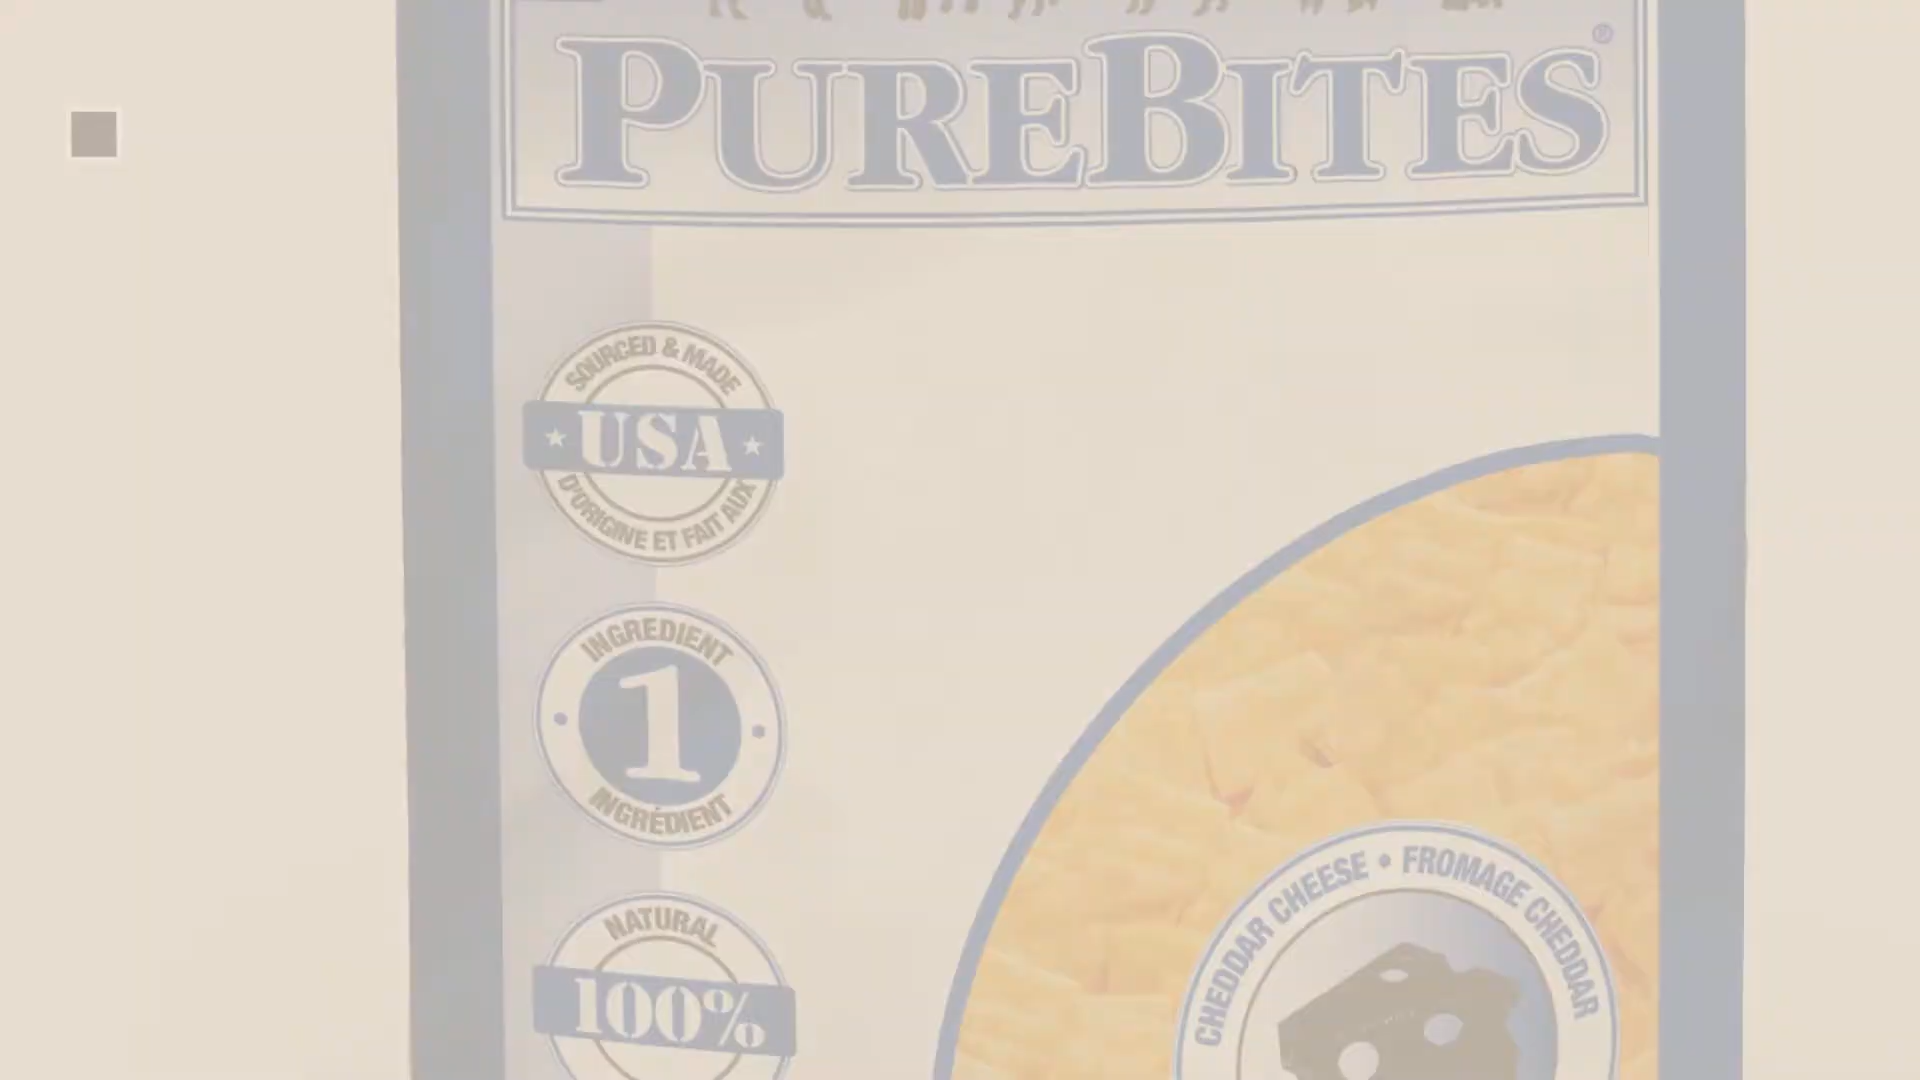 PUREBITES®
SOURCED & MADE
USA
D'ORIGINE ET FAIT AUX
INGREDIENT
1
INGRÉDIENT
NATURAL
100%
CHEDDAR CHEESE • FROMAGE CHEDDAR